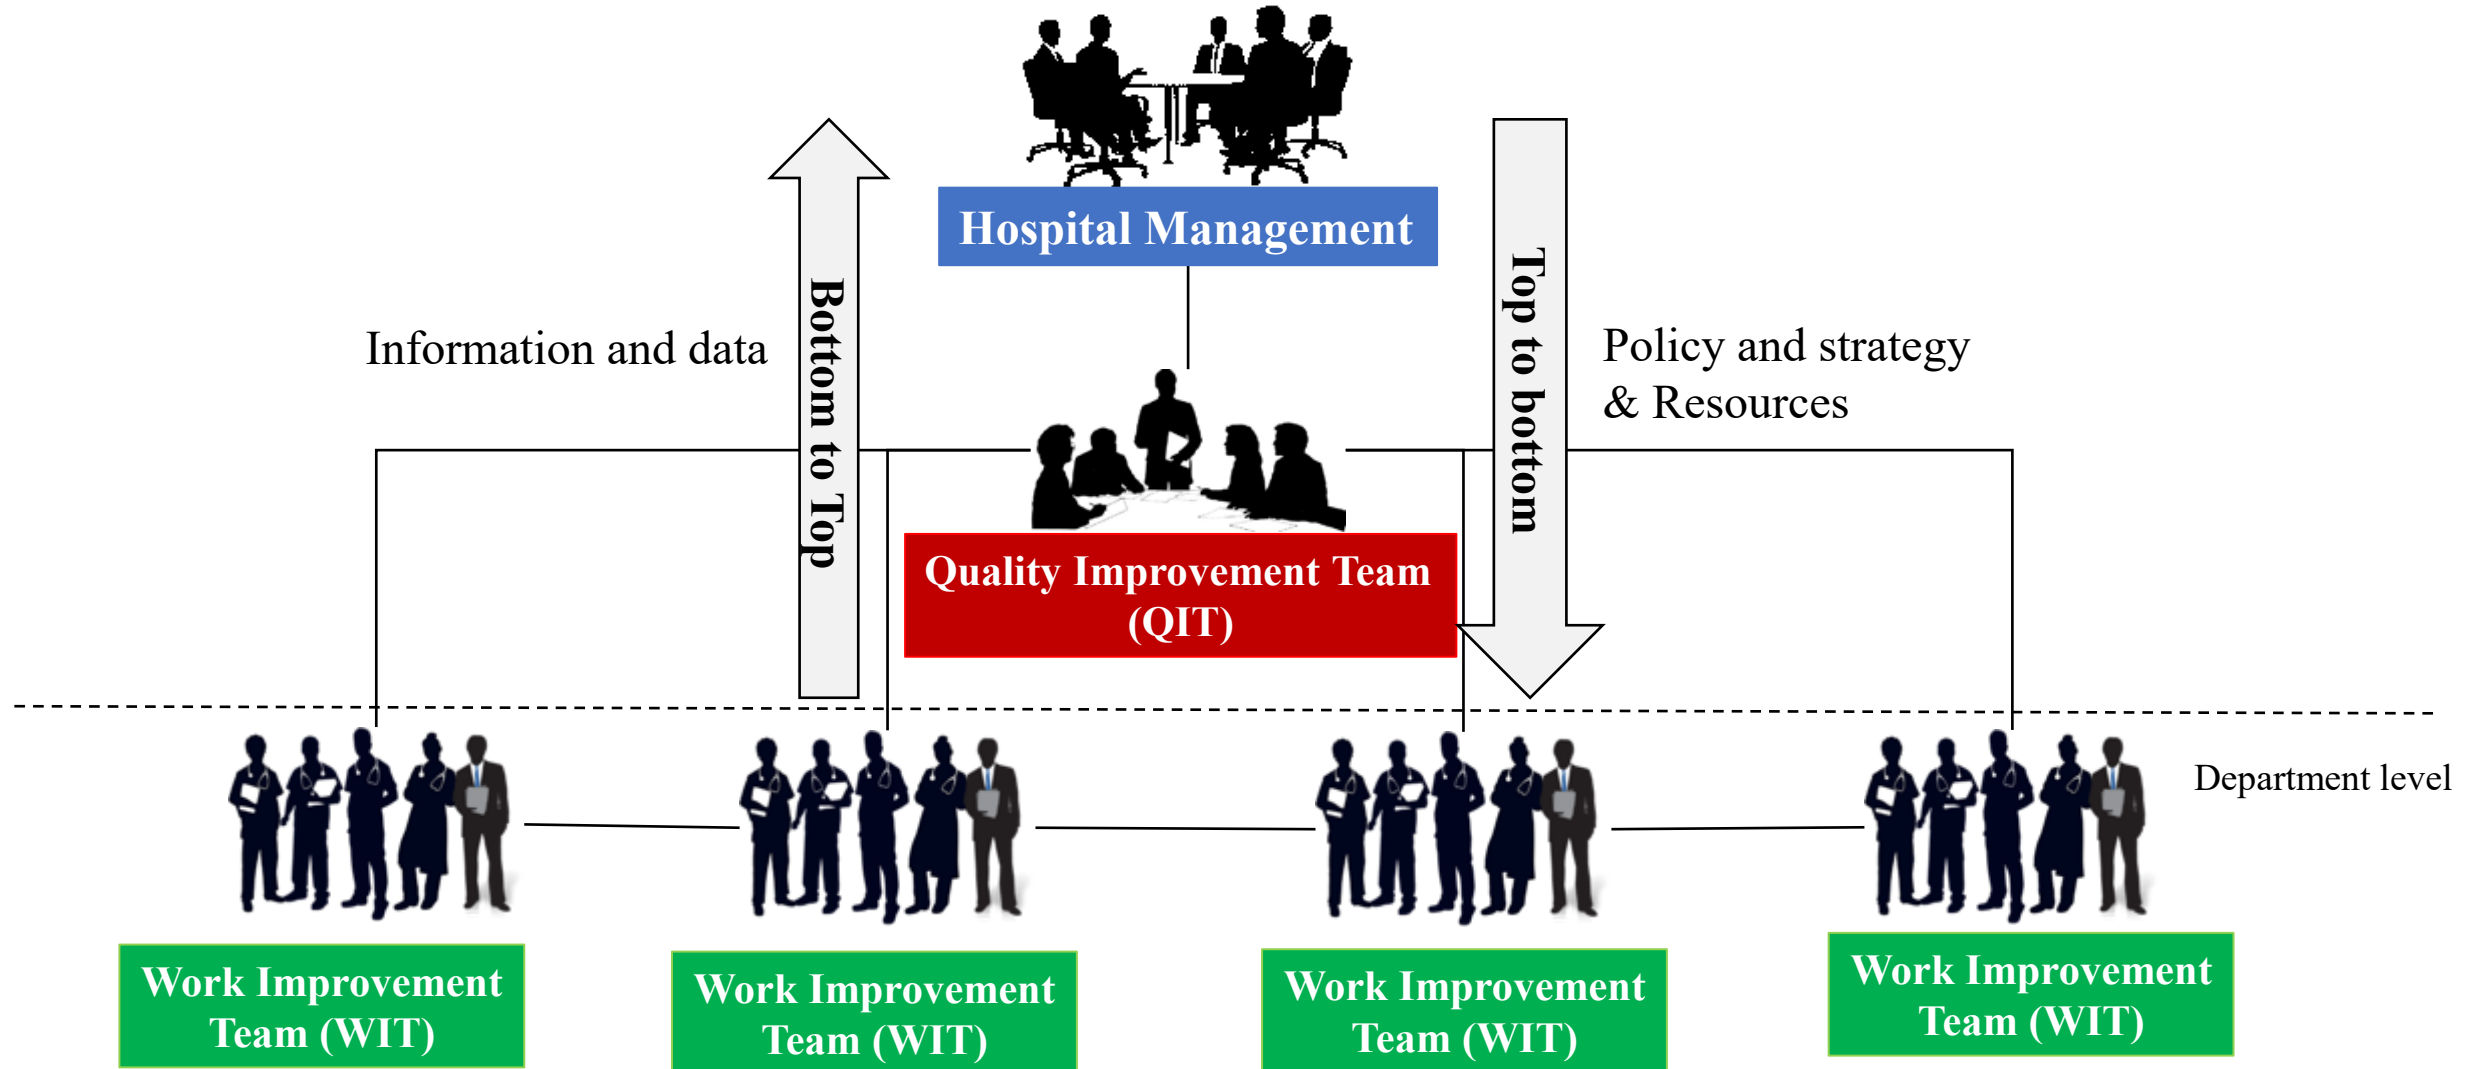 Hospital Management
Bottom to Top
Top to bottom
Information and data
Policy and strategy
& Resources
Quality Improvement Team
(QIT)
Department level
Work Improvement
Team (WIT)
Work Improvement
Team (WIT)
Work Improvement
Team (WIT)
Work Improvement
Team (WIT)